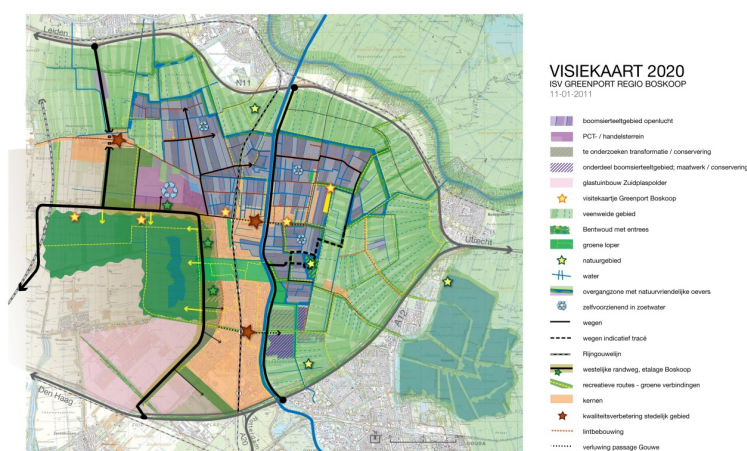 VISIEKAART 2020
ISV GREENPORT REGIO BOSKOOP
11-01-2011
boomsierteeltgebied openlucht
PCT- / handelsterrein
te onderzoeken transformatie / conservering
onderdeel boomsierteeltgebied; maatwerk / conservering
glastuinbouw Zuidplaspolder
visitekaartje Greenport Boskoop
veenweide gebied
Bentwoud met entrees
groene loper
natuurgebied
water
overgangzone met natuurvriendelijke oevers
zelfvoorzienend in zoetwater
wegen
wegen indicatief tracé
Rijngouwelijn
westelijke randweg, etalage Boskoop
recreatieve routes - groene verbindingen
kernen
kwaliteitsverbetering stedelijk gebied
lintbebouwing
verluwing passage Gouwe
Leiden
N11
Utrecht
A12
Den Haag
A20
GOUDA